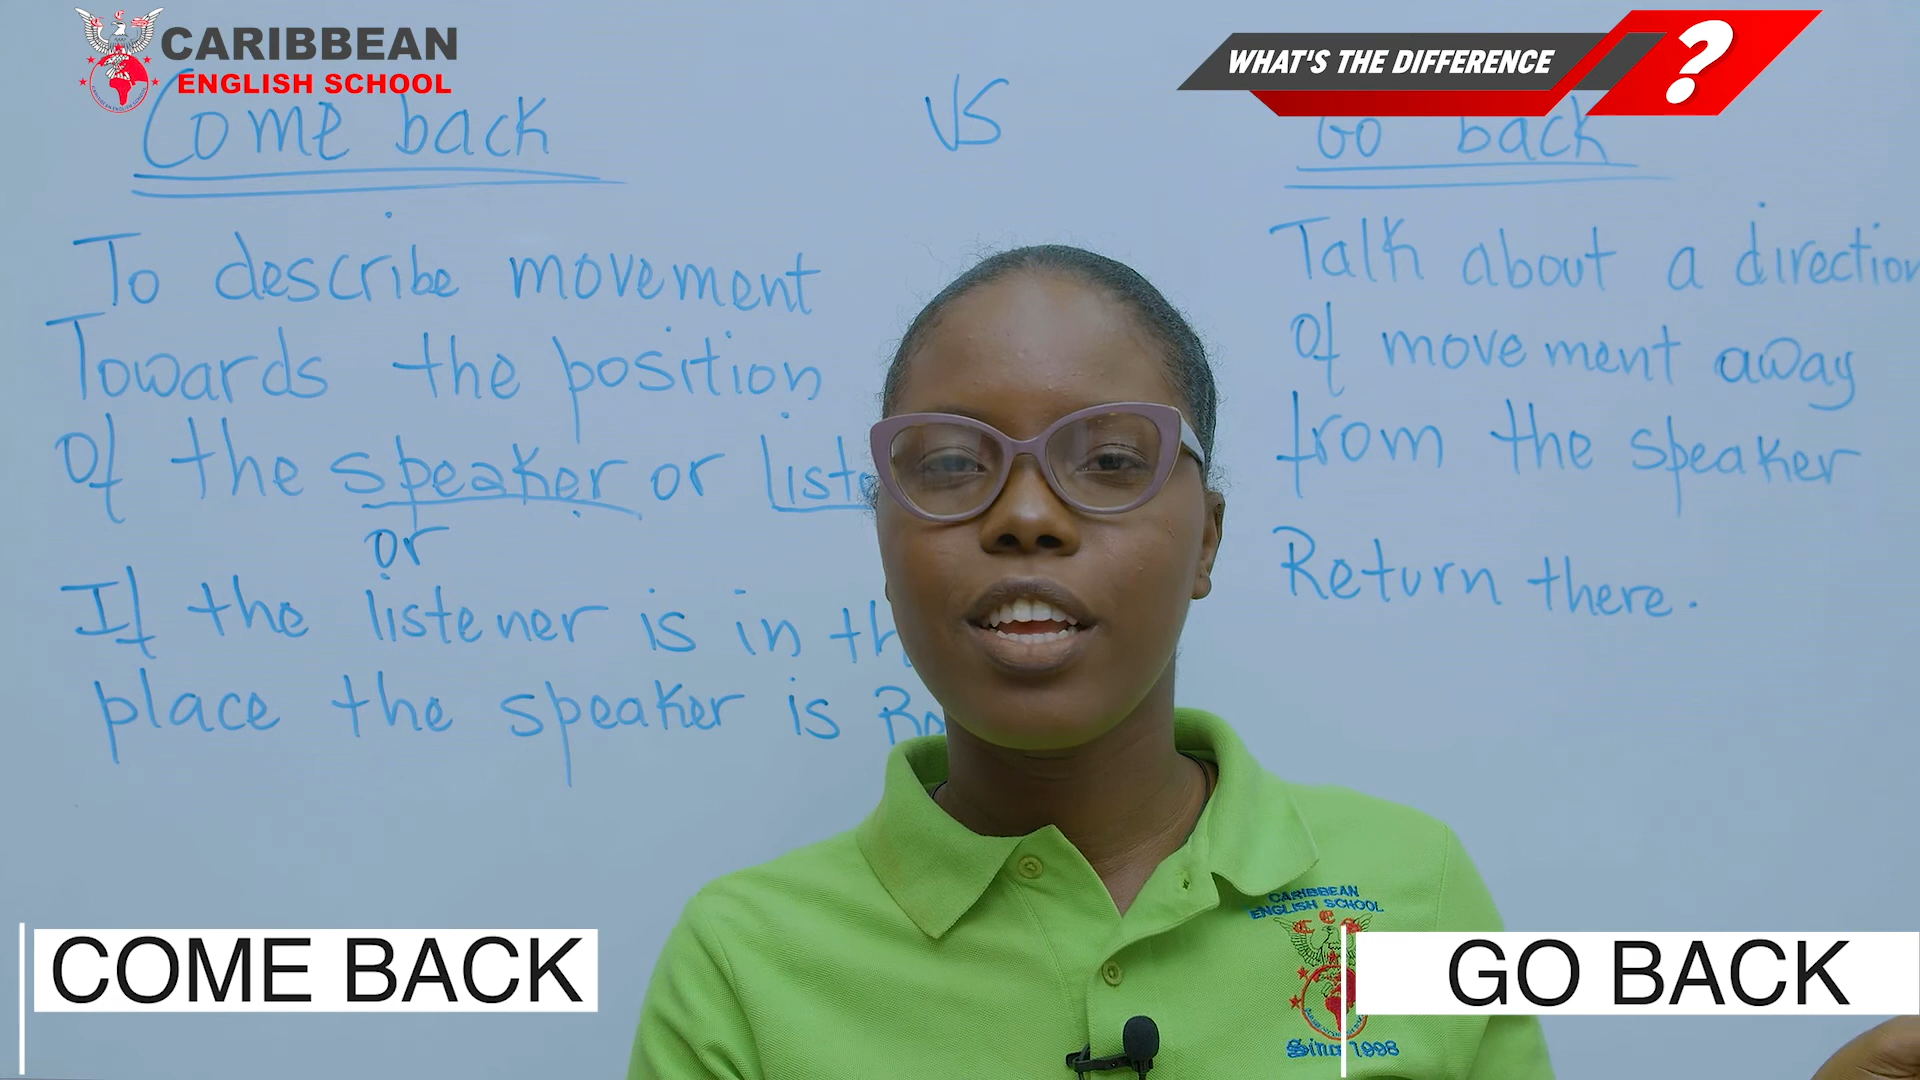 CARIBBEAN
ENGLISH SCHOOL
WHAT'S THE DIFFERENCE
?
Come back
VS
Go back
To describe movement
Towards the position
Of the speaker or
or
If the listener is in
place the speaker is
Talk about a direction
Of movement away
from the speaker
Return there.
CARIBBEAN
ENGLISH SCHOOL
Since 1998
COME BACK
GO BACK